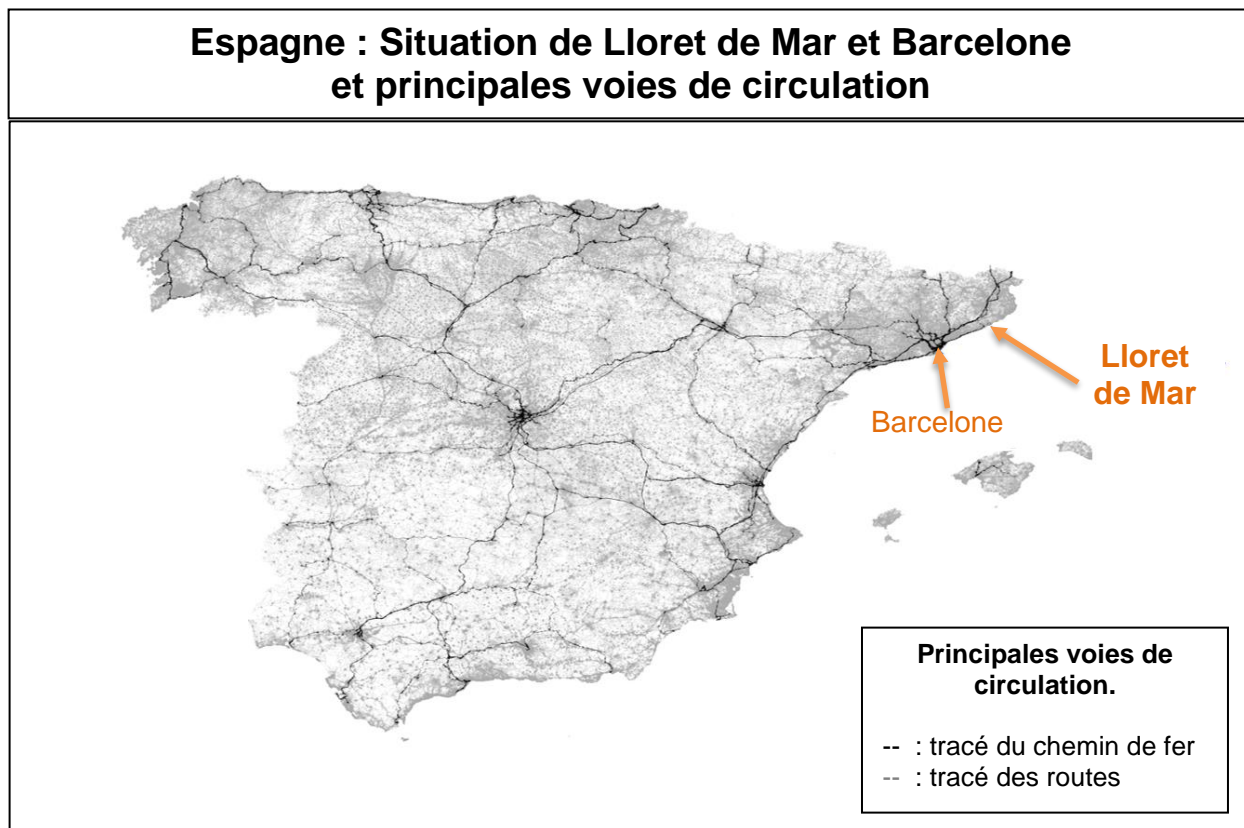 Espagne : Situation de Lloret de Mar et Barcelone
et principales voies de circulation
Lloret
de Mar
Barcelone
Principales voies de
circulation.
-- : tracé du chemin de fer
-- : tracé des routes